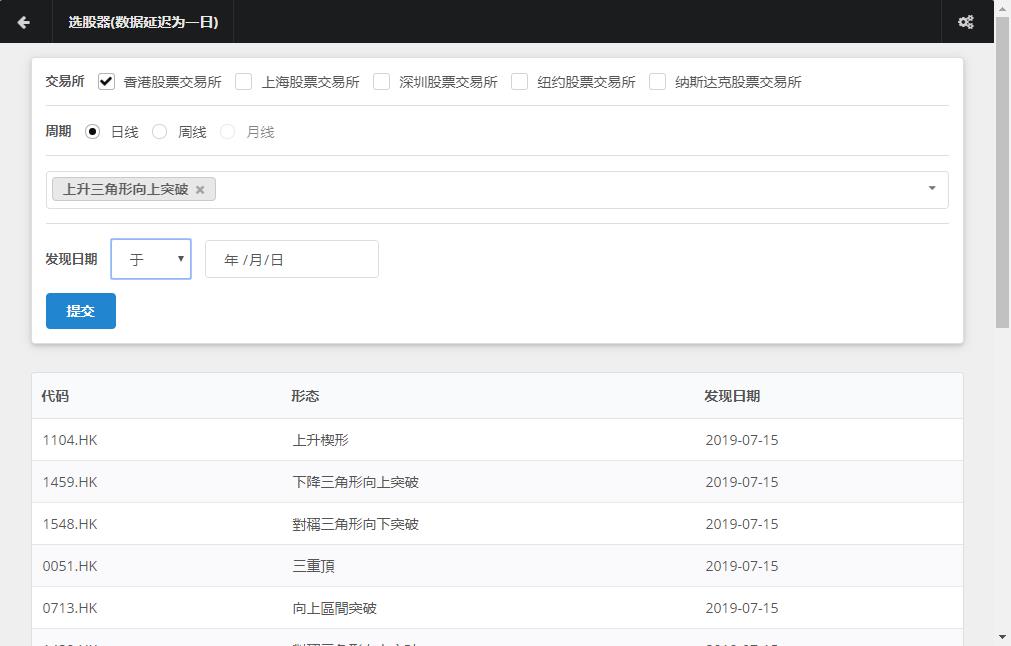 选股器(数据延迟为一日)
交易所 香港股票交易所 上海股票交易所 深圳股票交易所 纽约股票交易所 纳斯达克股票交易所
周期 日线 周线 月线
上升三角形向上突破 ×
发现日期 于 年 /月/日
提交
代码 形态 发现日期
1104.HK 上升楔形 2019-07-15
1459.HK 下降三角形向上突破 2019-07-15
1548.HK 對稱三角形向下突破 2019-07-15
0051.HK 三重頂 2019-07-15
0713.HK 向上區間突破 2019-07-15